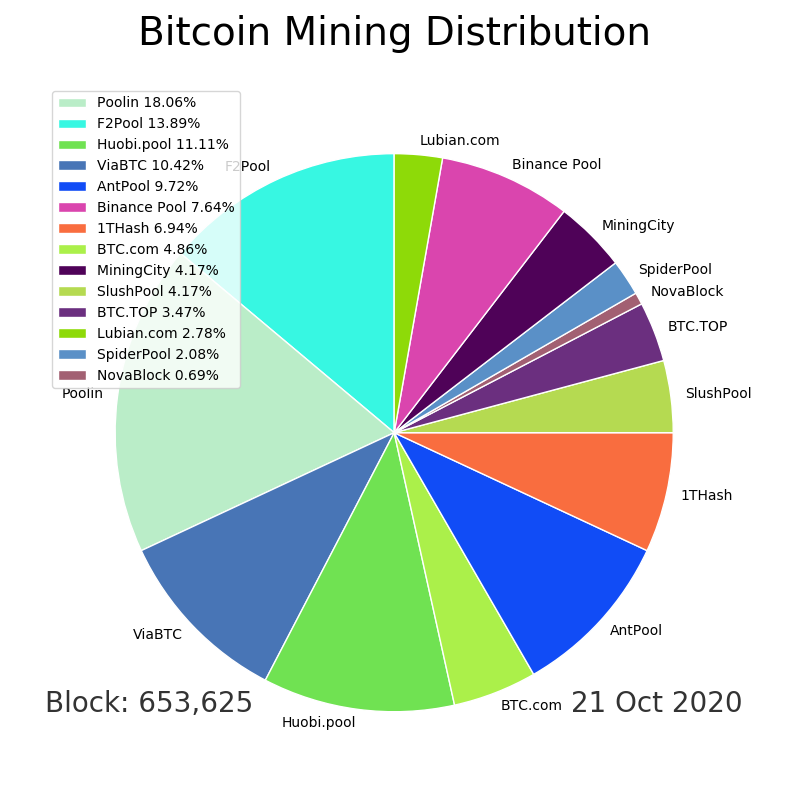 Bitcoin Mining Distribution
Poolin 18.06%
F2Pool 13.89%
Huobi.pool 11.11%
ViaBTC 10.42%
AntPool 9.72%
Binance Pool 7.64%
1THash 6.94%
BTC.com 4.86%
MiningCity 4.17%
SlushPool 4.17%
BTC.TOP 3.47%
Lubian.com 2.78%
SpiderPool 2.08%
NovaBlock 0.69%
Lubian.com
Binance Pool
F2Pool
MiningCity
SpiderPool
NovaBlock
BTC.TOP
Poolin
SlushPool
1THash
AntPool
ViaBTC
BTC.com
Huobi.pool
Block: 653,625
21 Oct 2020